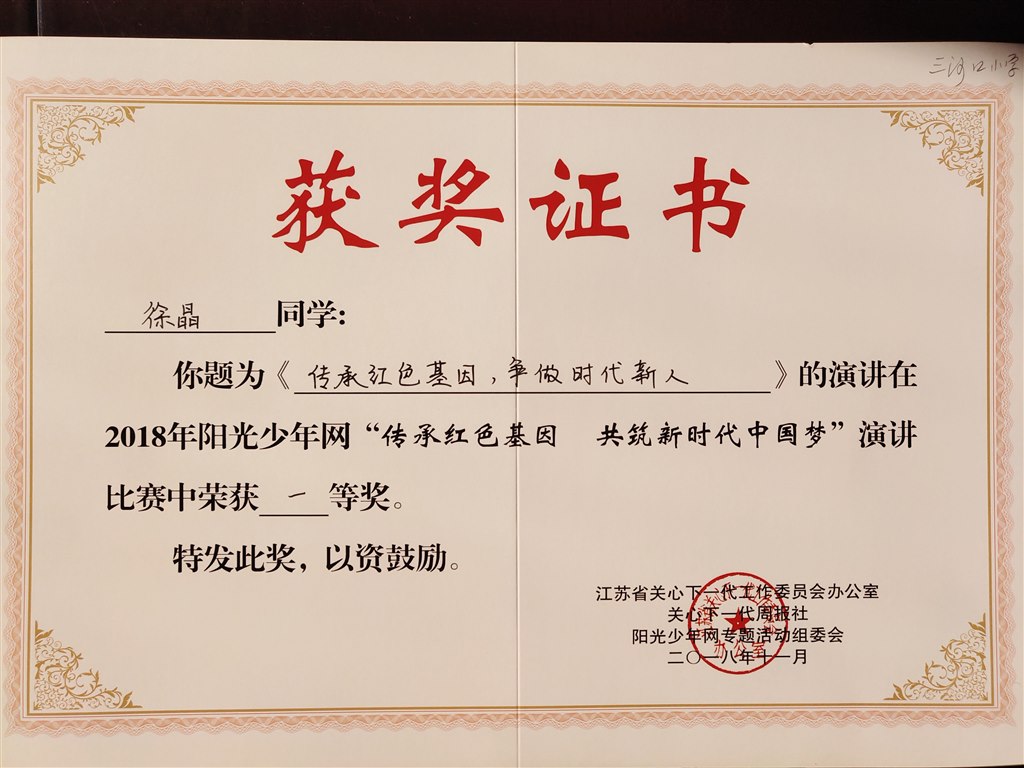 三河口小学
获奖证书
徐晶 同学:
你题为《传承红色基因,争做时代新人》的演讲在
2018年阳光少年网“传承红色基因 共筑新时代中国梦”演讲
比赛中荣获 一 等奖。
特发此奖,以资鼓励。
江苏省关心下一代工作委员会办公室
关心下一代周报社
阳光少年网专题活动组委会
二〇一八年十一月
办公室